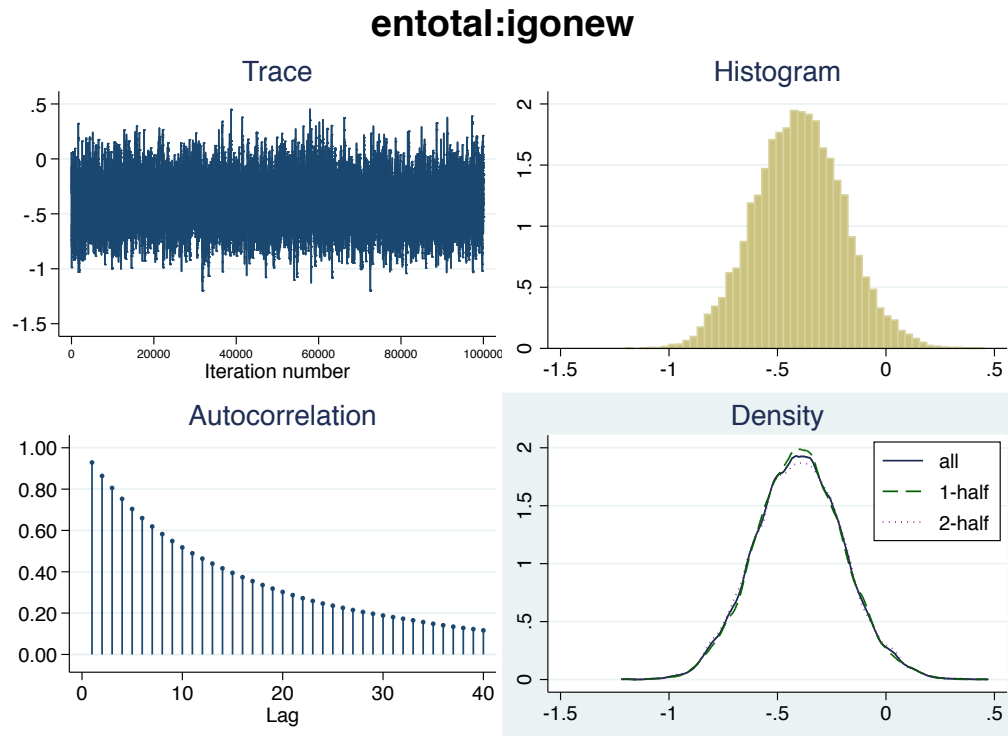 entotal:igonew
Trace
.5
0
-.5
-1
-1.5
0 20000 40000 60000 80000 100000
Iteration number
Histogram
2
1.5
1
.5
0
-1.5 -1 -.5 0 .5
Autocorrelation
1.00
0.80
0.60
0.40
0.20
0.00
0 10 20 30 40
Lag
Density
2
1.5
1
.5
0
-1.5 -1 -.5 0 .5
all
1-half
2-half